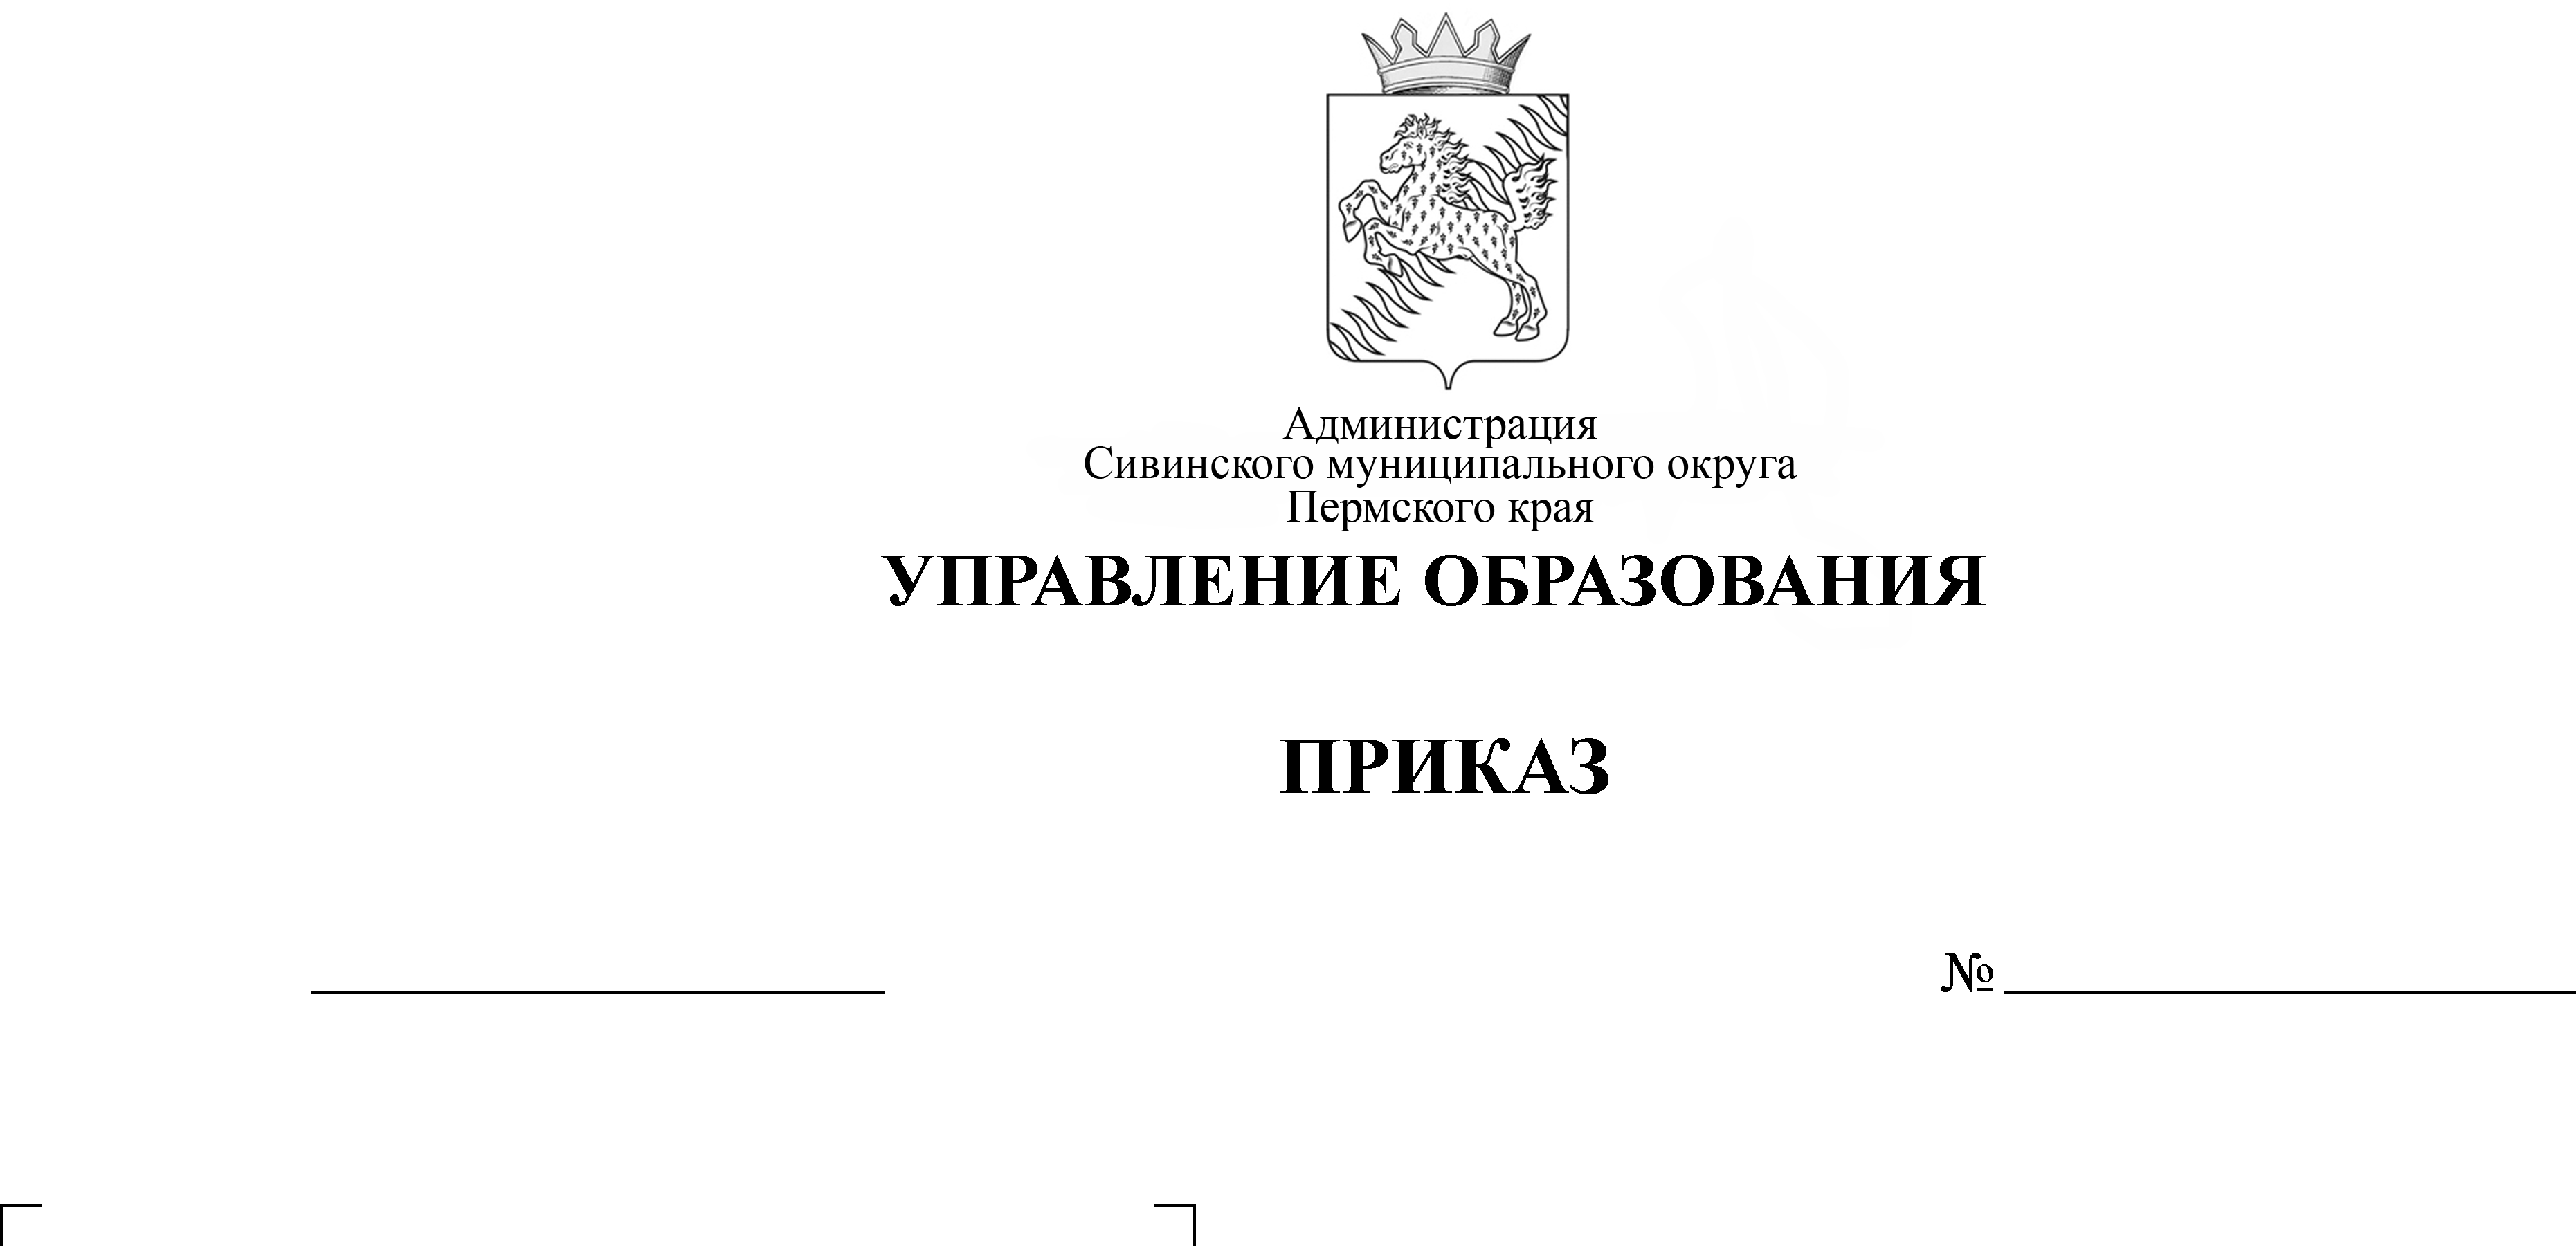 Администрация
Сивинского муниципального округа
Пермского края
УПРАВЛЕНИЕ ОБРАЗОВАНИЯ
ПРИКАЗ
№